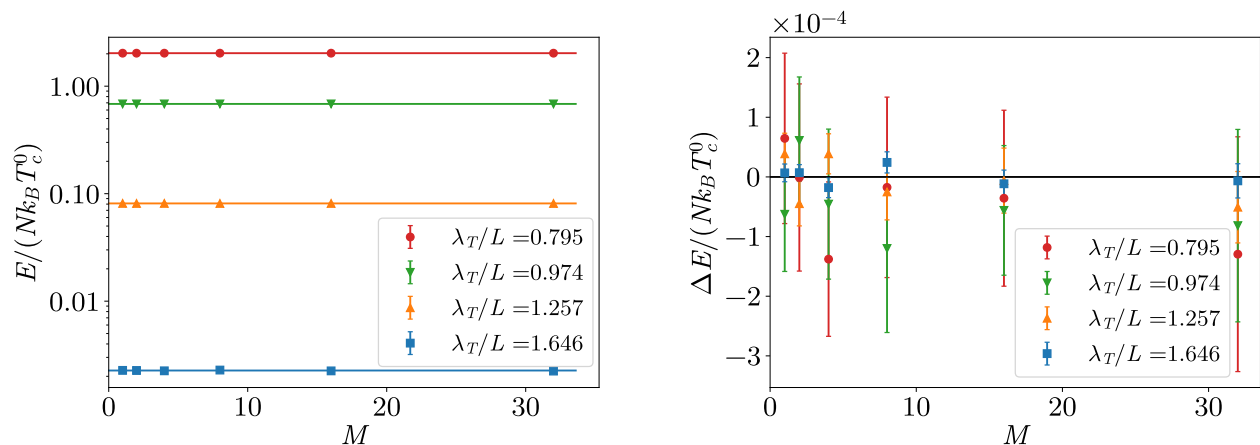 E/(Nk_BT_c^0)
1.00
0.10
0.01
0
10
20
30
M
λ_T/L =0.795
λ_T/L =0.974
λ_T/L =1.257
λ_T/L =1.646
×10⁻⁴
ΔE/(Nk_BT_c^0)
2
1
0
−1
−2
−3
0
10
20
30
M
λ_T/L =0.795
λ_T/L =0.974
λ_T/L =1.257
λ_T/L =1.646